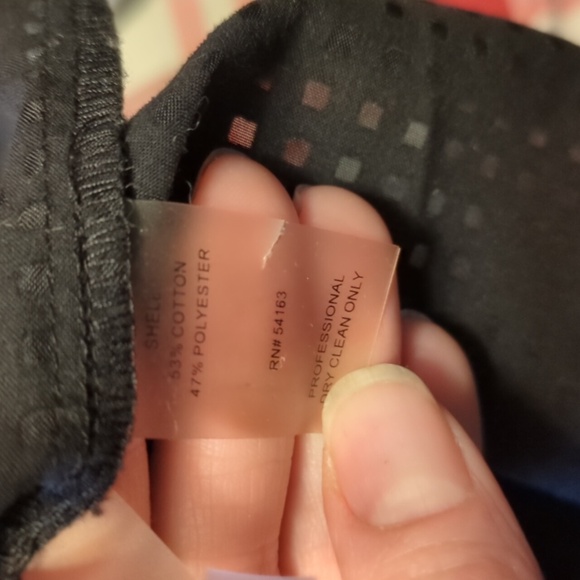 SHELL
53% COTTON
47% POLYESTER
RN# 54163
PROFESSIONAL
DRY CLEAN ONLY